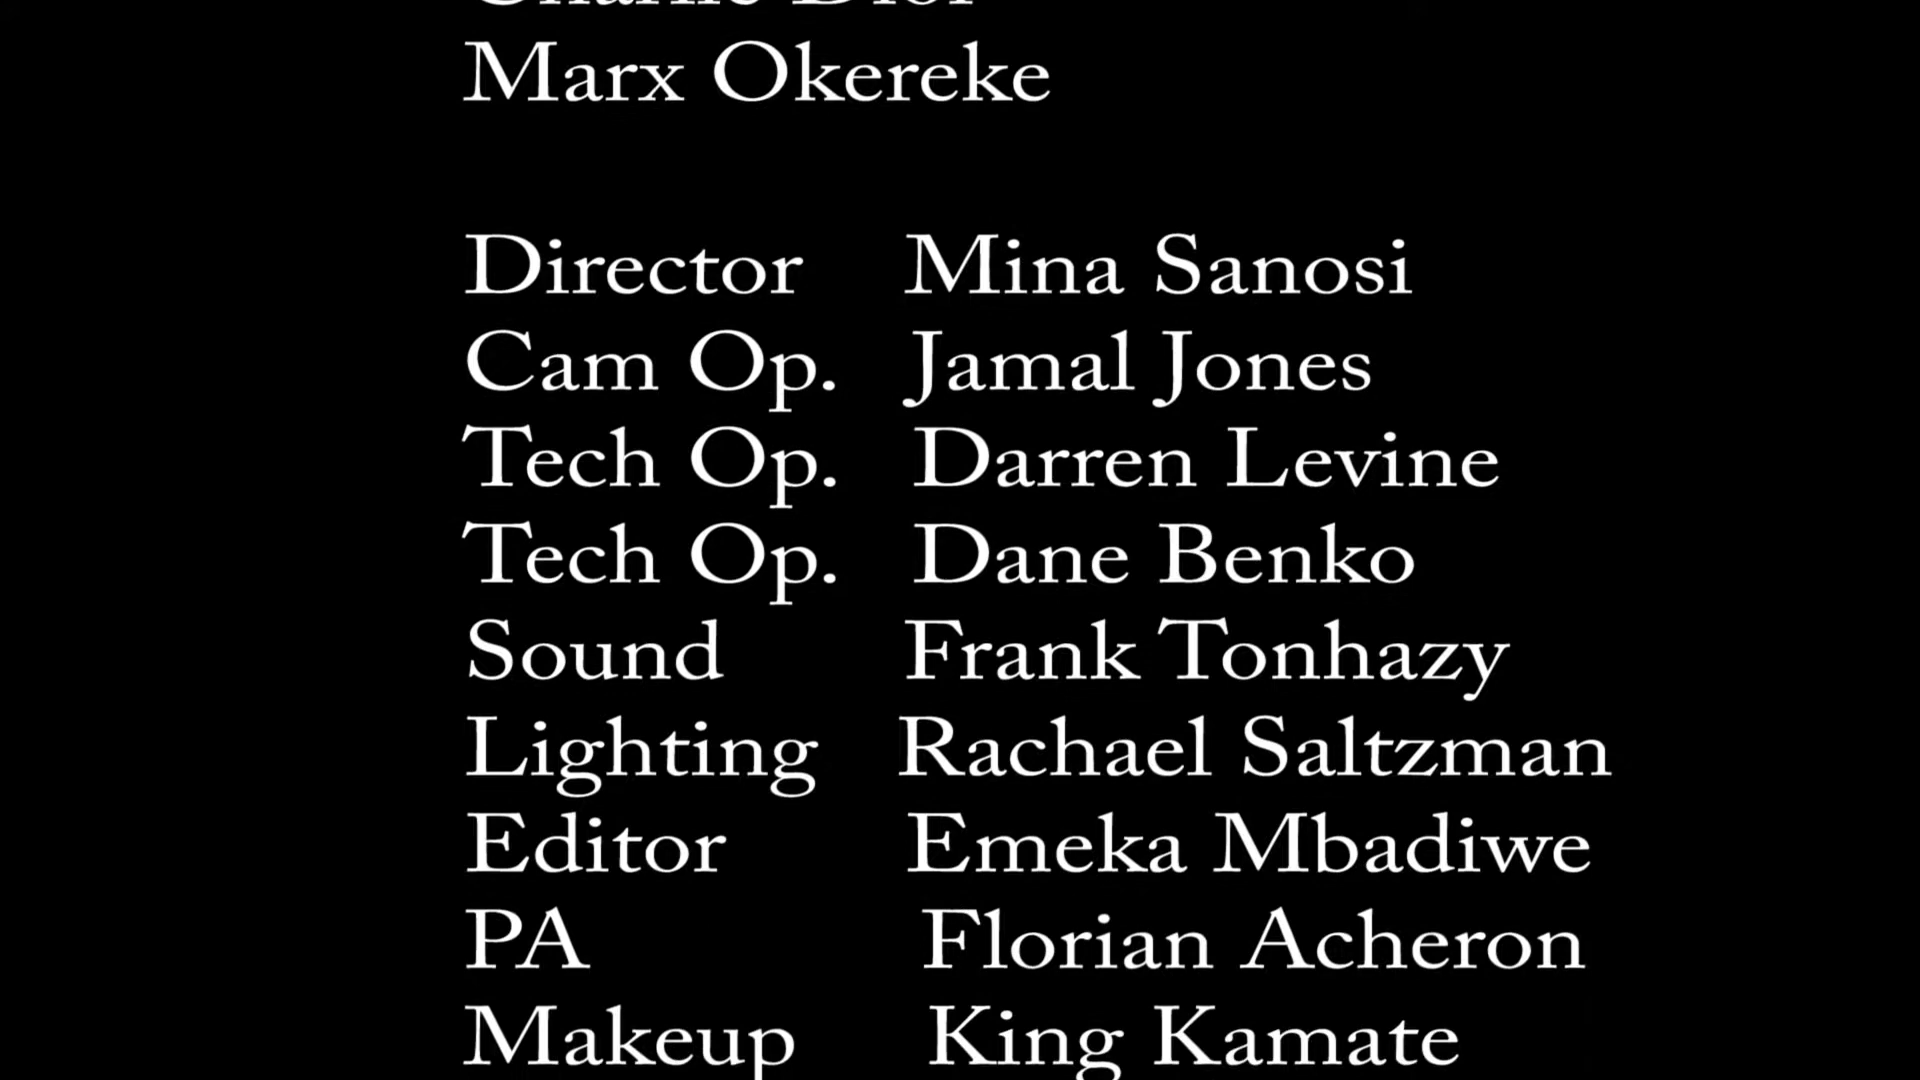 Marx Okereke
Director Mina Sanosi
Cam Op. Jamal Jones
Tech Op. Darren Levine
Tech Op. Dane Benko
Sound Frank Tonhazy
Lighting Rachael Saltzman
Editor Emeka Mbadiwe
PA Florian Acheron
Makeup King Kamate